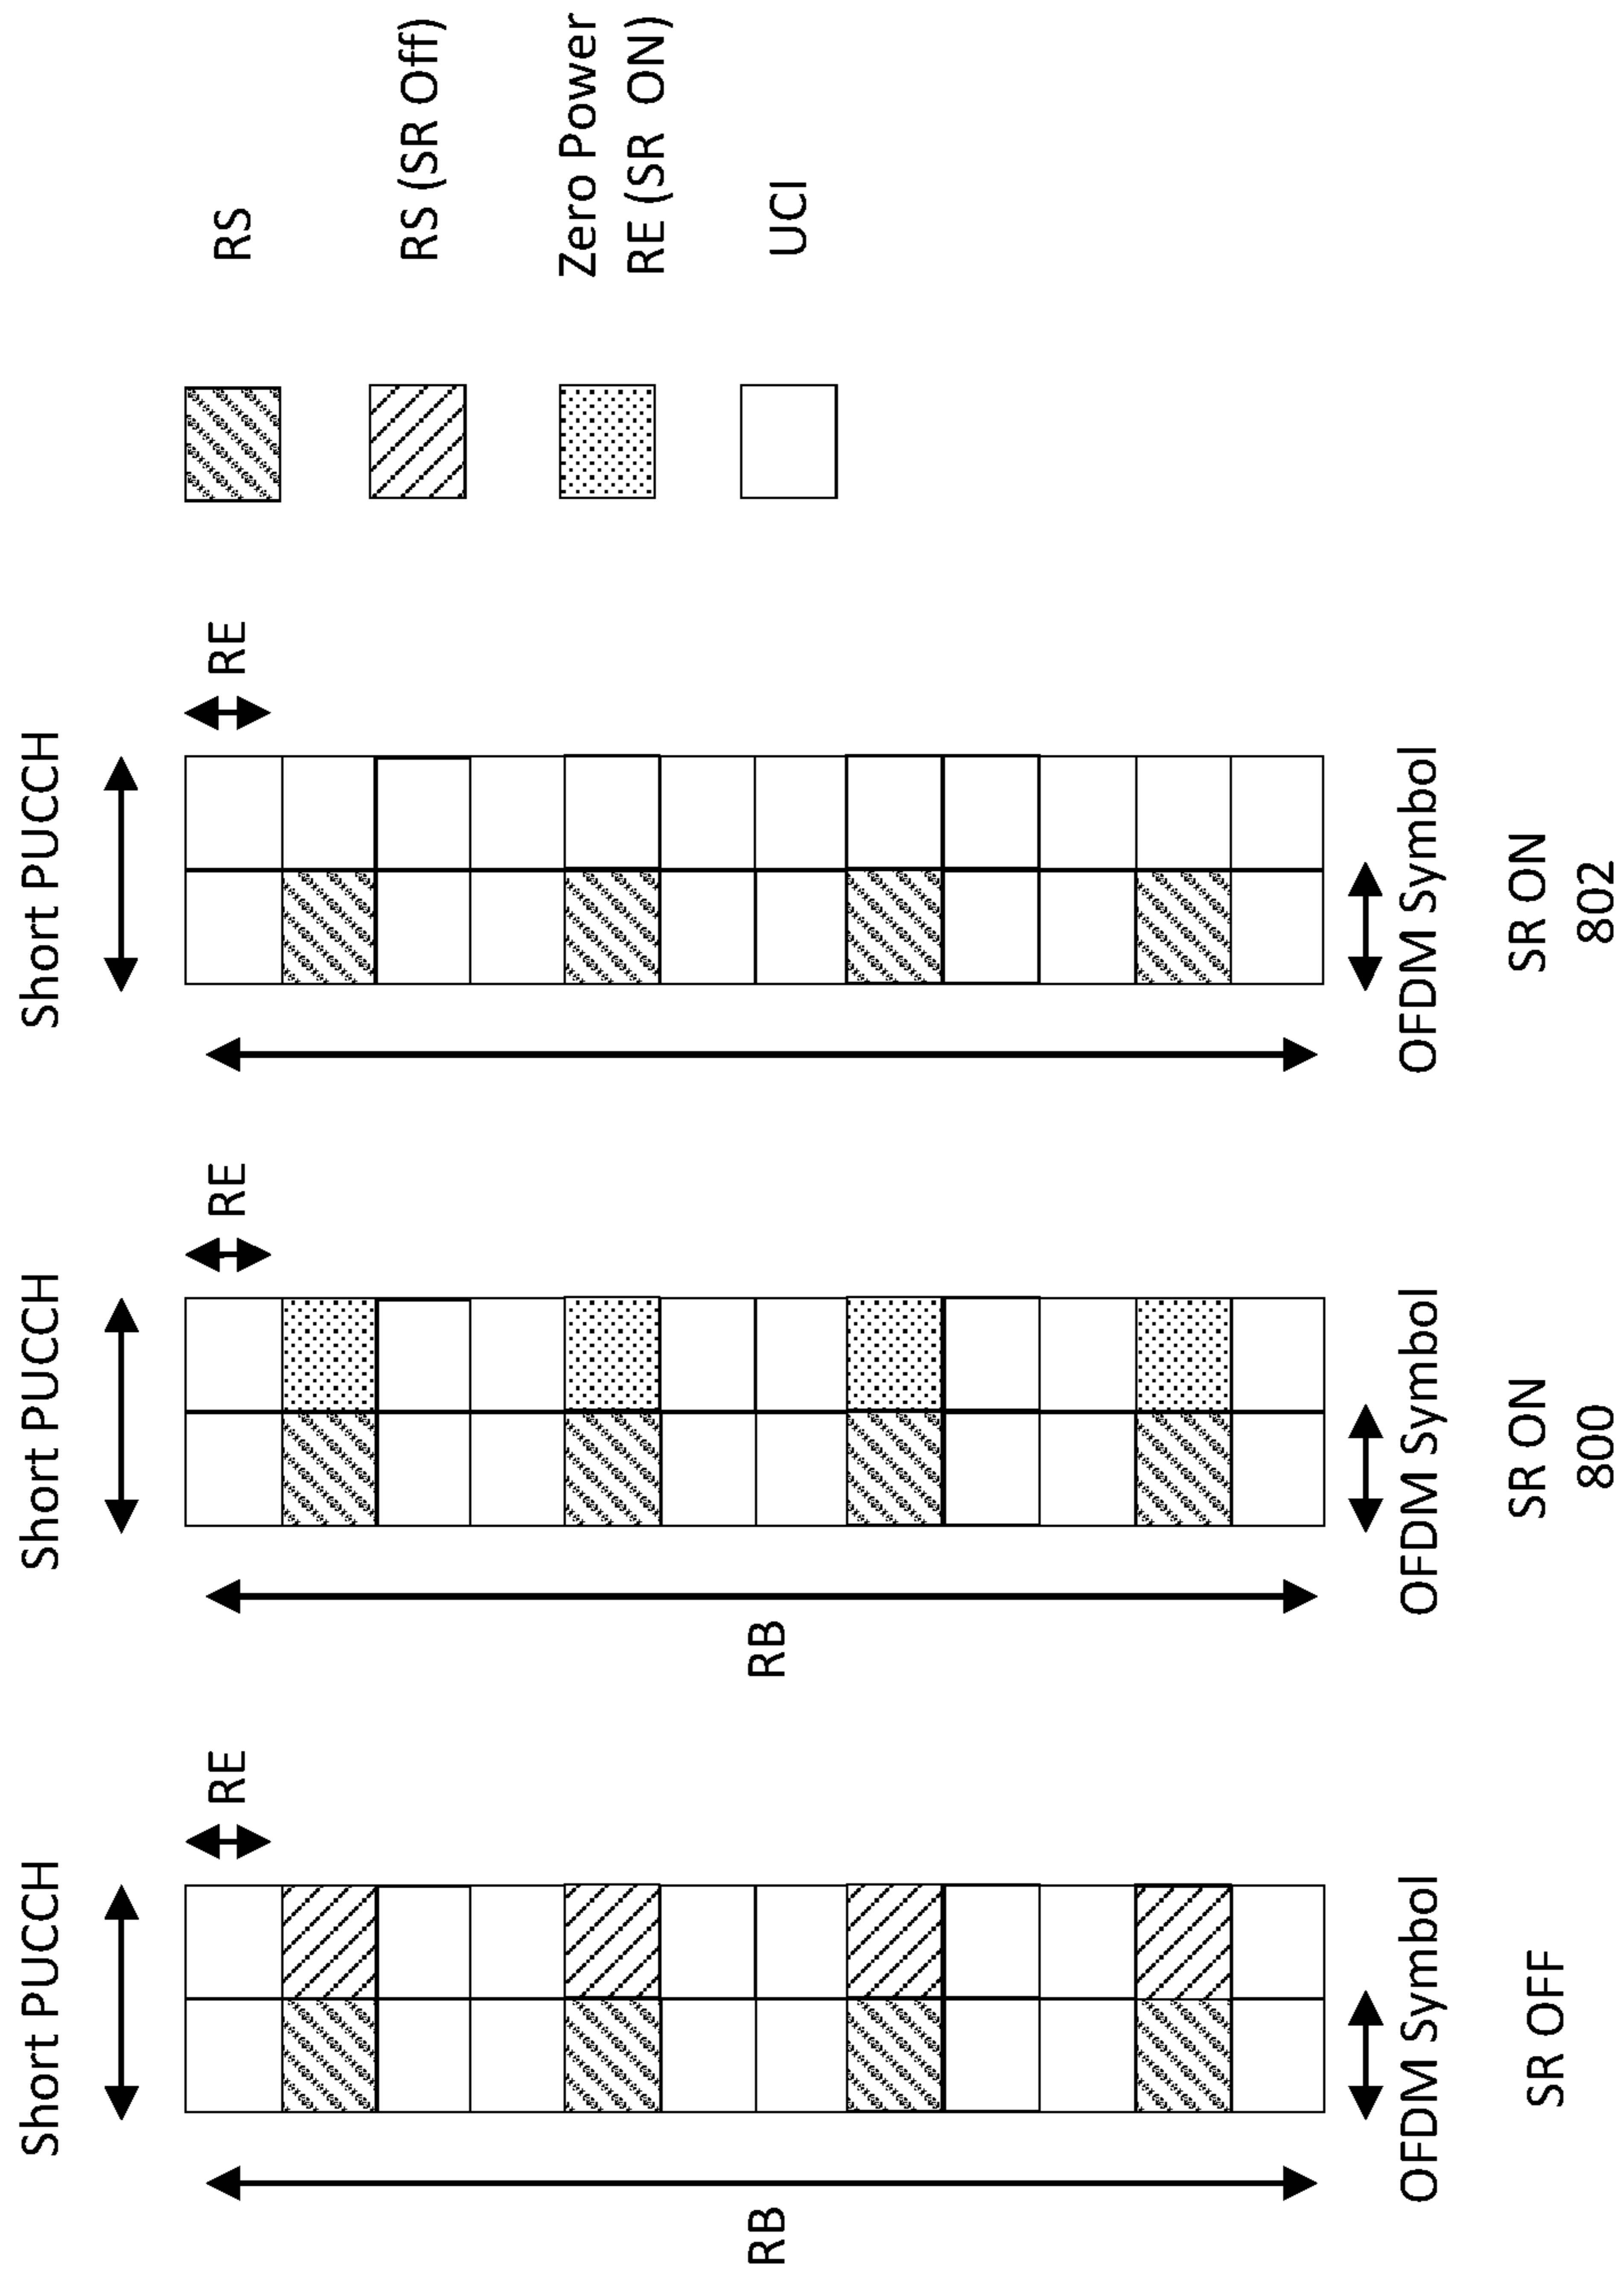 Short PUCCH
Short PUCCH
Short PUCCH
RE
RE
RE
RB
RB
OFDM Symbol
OFDM Symbol
OFDM Symbol
SR OFF
SR ON
800
SR ON
802
RS
RS (SR Off)
Zero Power
RE (SR ON)
UCI